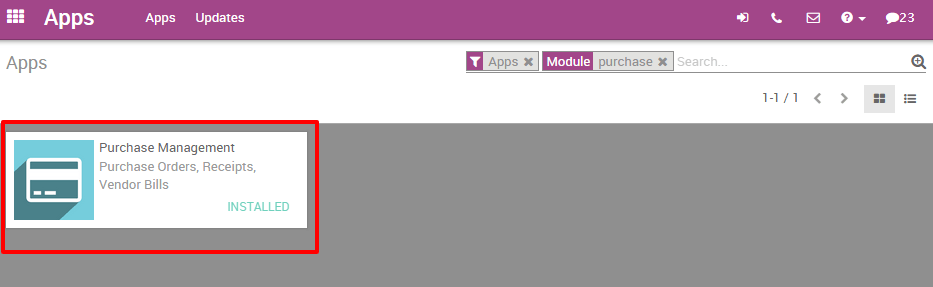 Apps Apps Updates 23
Apps Apps Module purchase Search...
1-1 / 1
Purchase Management
Purchase Orders, Receipts,
Vendor Bills
INSTALLED